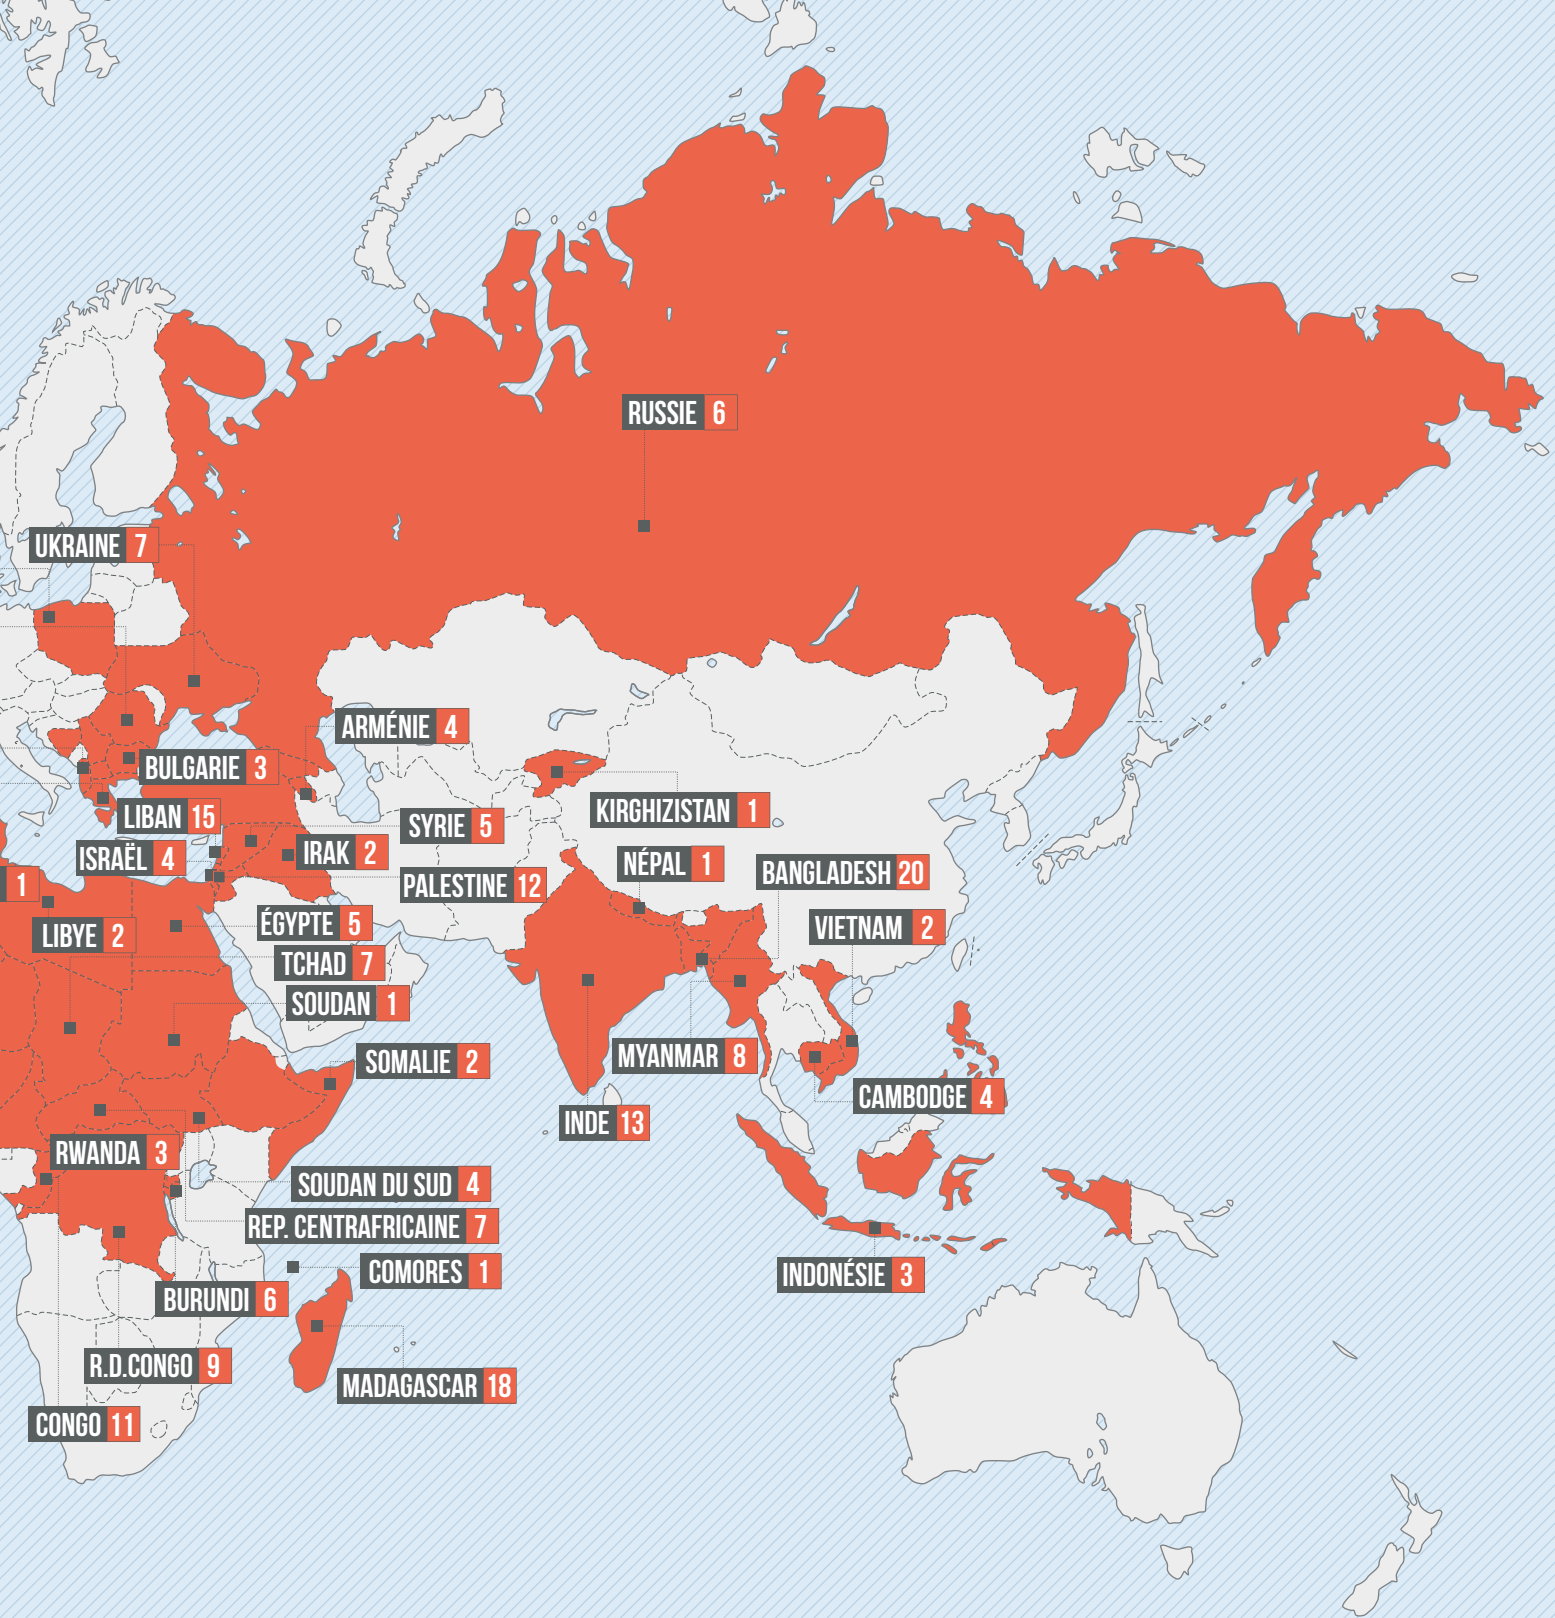 RUSSIE 6
UKRAINE 7
ARMÉNIE 4
BULGARIE 3
KIRGHIZISTAN 1
LIBAN 15
SYRIE 5
ISRAËL 4
IRAK 2
NÉPAL 1
BANGLADESH 20
1
PALESTINE 12
LIBYE 2
ÉGYPTE 5
VIETNAM 2
TCHAD 7
SOUDAN 1
SOMALIE 2
MYANMAR 8
CAMBODGE 4
INDE 13
RWANDA 3
SOUDAN DU SUD 4
REP. CENTRAFRICAINE 7
COMORES 1
INDONÉSIE 3
BURUNDI 6
R.D.CONGO 9
MADAGASCAR 18
CONGO 11